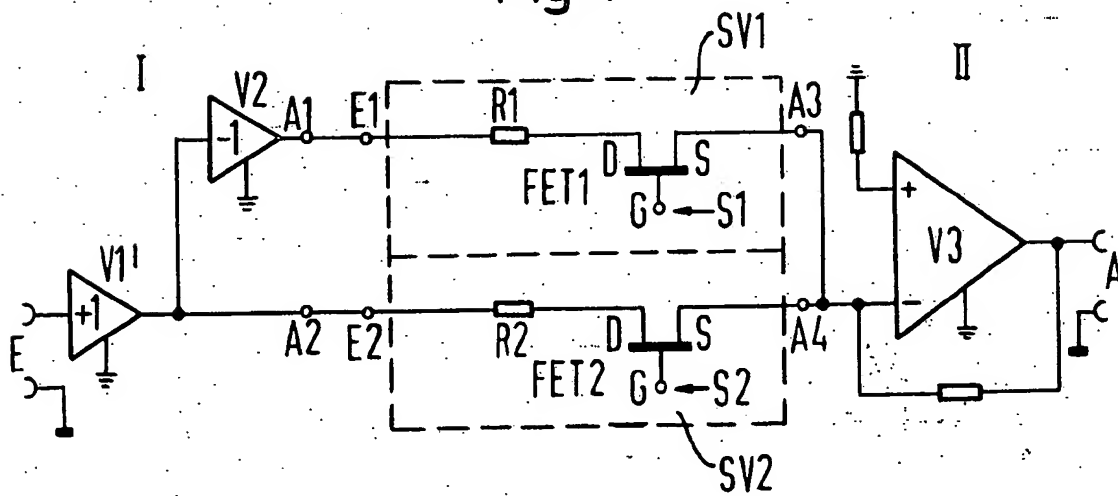 Fig
I
SV1
II
V2
A1
E1
R1
A3
-1
D
S
FET1
G
S1
+
V1'
V3
+1
A
E
A2
E2
R2
D
S
A4
-
FET2
G
S2
SV2